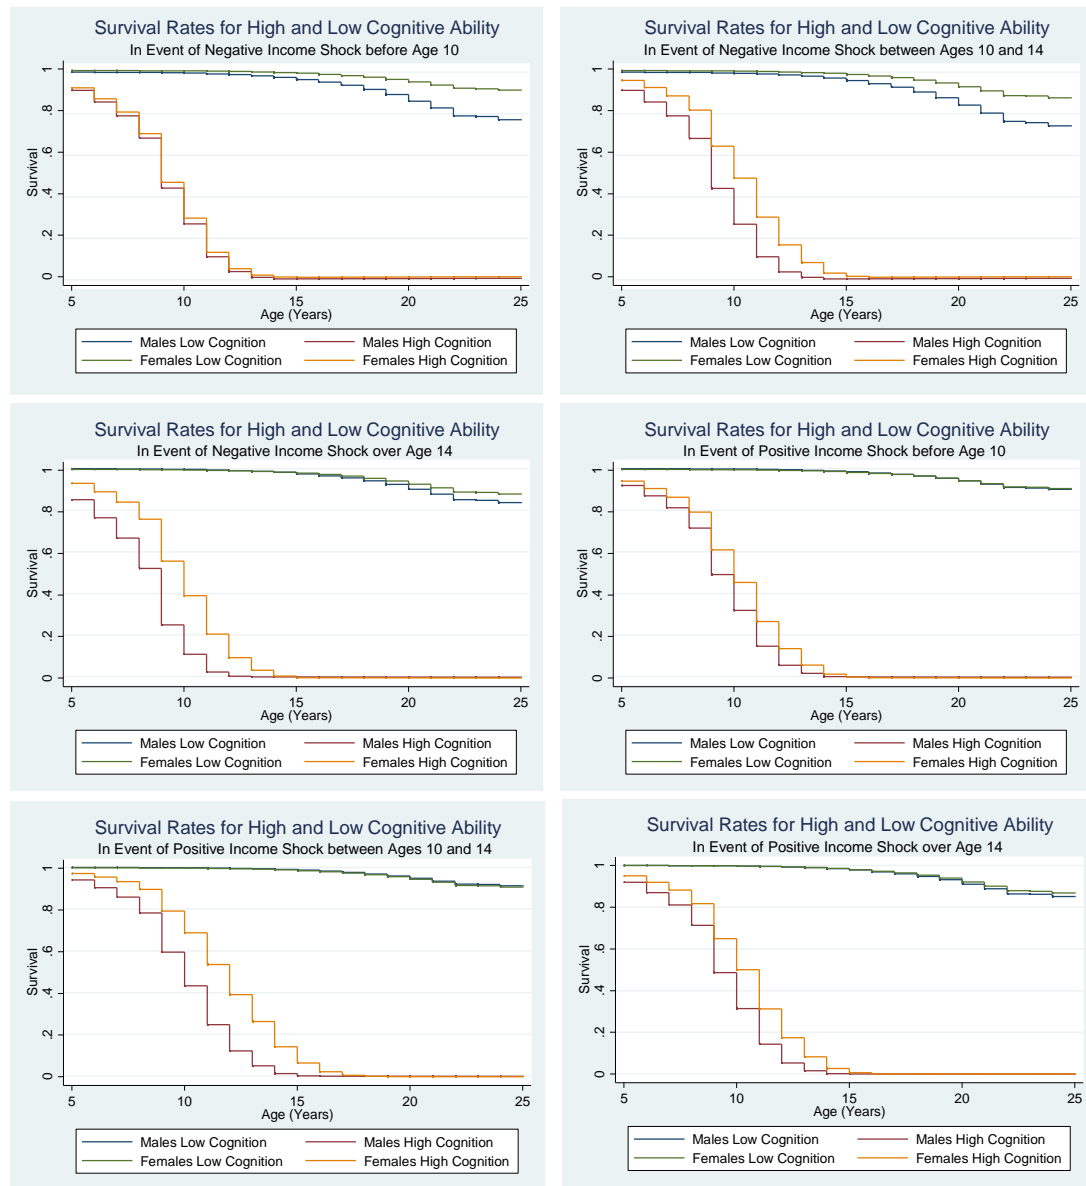 Survival Rates for High and Low Cognitive Ability
In Event of Negative Income Shock before Age 10
Survival
0 .2 .4 .6 .8 1
5 10 15 20 25
Age (Years)
Males Low Cognition Males High Cognition
Females Low Cognition Females High Cognition
Survival Rates for High and Low Cognitive Ability
In Event of Negative Income Shock between Ages 10 and 14
Survival
0 .2 .4 .6 .8 1
5 10 15 20 25
Age (Years)
Males Low Cognition Males High Cognition
Females Low Cognition Females High Cognition
Survival Rates for High and Low Cognitive Ability
In Event of Negative Income Shock over Age 14
Survival
0 .2 .4 .6 .8 1
5 10 15 20 25
Age (Years)
Males Low Cognition Males High Cognition
Females Low Cognition Females High Cognition
Survival Rates for High and Low Cognitive Ability
In Event of Positive Income Shock before Age 10
Survival
0 .2 .4 .6 .8 1
5 10 15 20 25
Age (Years)
Males Low Cognition Males High Cognition
Females Low Cognition Females High Cognition
Survival Rates for High and Low Cognitive Ability
In Event of Positive Income Shock between Ages 10 and 14
Survival
0 .2 .4 .6 .8 1
5 10 15 20 25
Age (Years)
Males Low Cognition Males High Cognition
Females Low Cognition Females High Cognition
Survival Rates for High and Low Cognitive Ability
In Event of Positive Income Shock over Age 14
Survival
0 .2 .4 .6 .8 1
5 10 15 20 25
Age (Years)
Males Low Cognition Males High Cognition
Females Low Cognition Females High Cognition